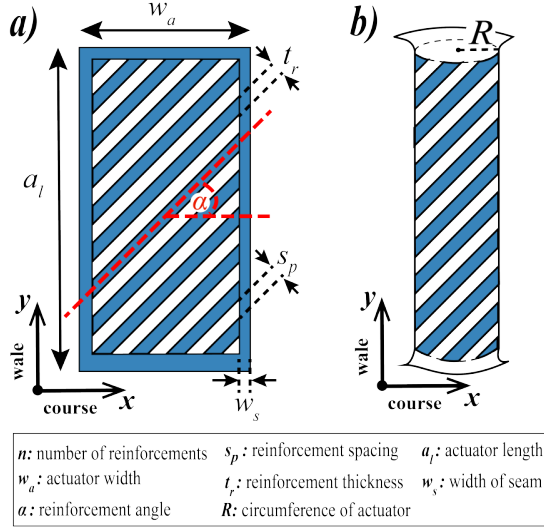 a)
w_a
t_r
a_l
α
s_p
y
wale
course
x
w_s
b)
R
y
wale
course
x
n: number of reinforcements
s_p: reinforcement spacing
a_l: actuator length
w_a: actuator width
t_r: reinforcement thickness
w_s: width of seam
α: reinforcement angle
R: circumference of actuator